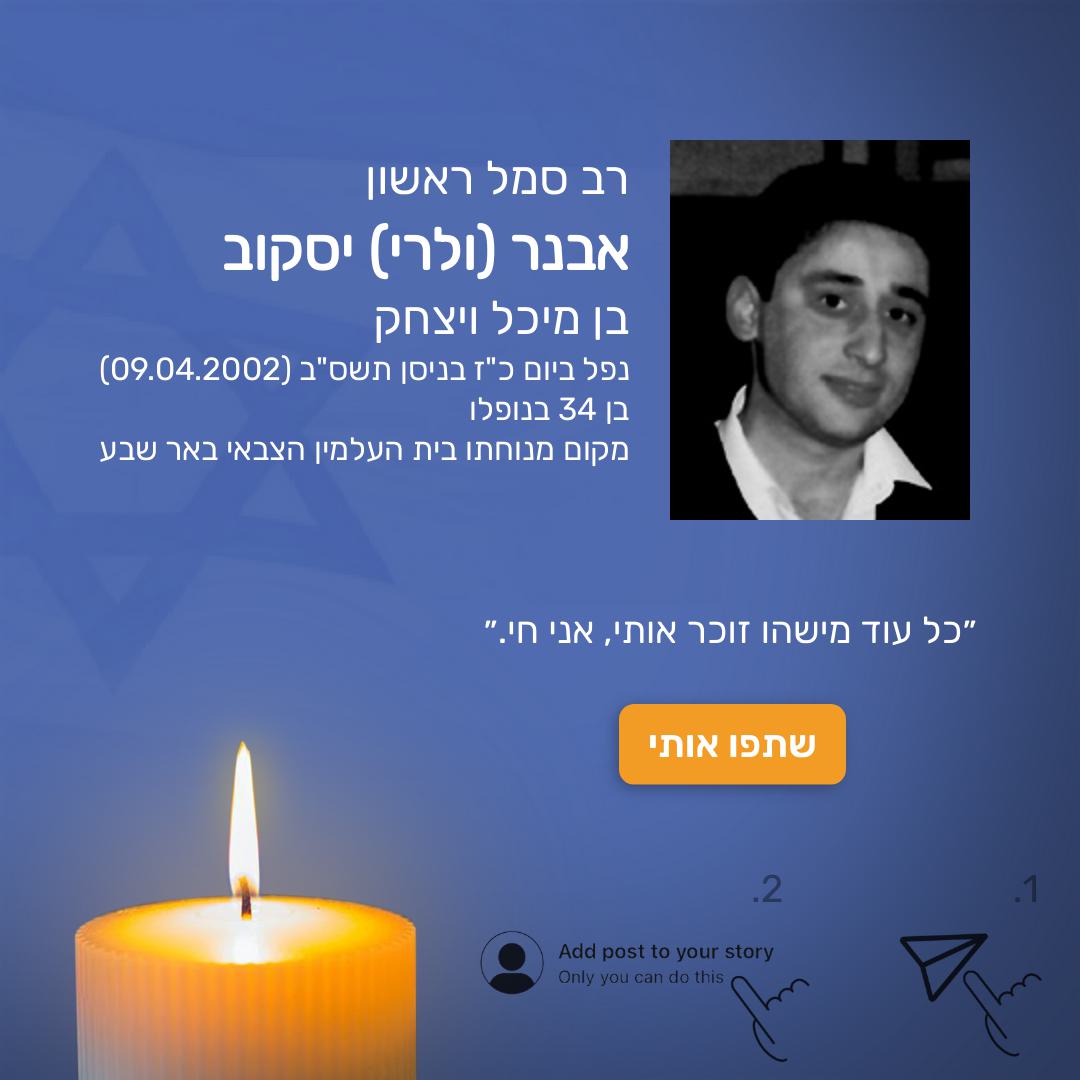 רב סמל ראשון
אבנר (ולרי) יסקוב
בן מיכל ויצחק
נפל ביום כ"ז בניסן תשס"ב (09.04.2002)
בן 34 בנופלו
מקום מנוחתו בית העלמין הצבאי באר שבע
״כל עוד מישהו זוכר אותי, אני חי.״
שתפו אותי
1.
2.
Add post to your story
Only you can do this